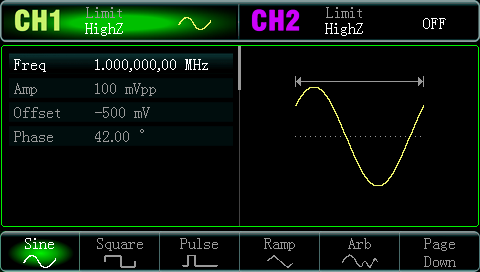 CH1 Limit HighZ
CH2 Limit HighZ OFF
Freq 1.000,000,00 MHz
Amp 100 mVpp
Offset -500 mV
Phase 42.00 °
Sine Square Pulse Ramp Arb Page Down